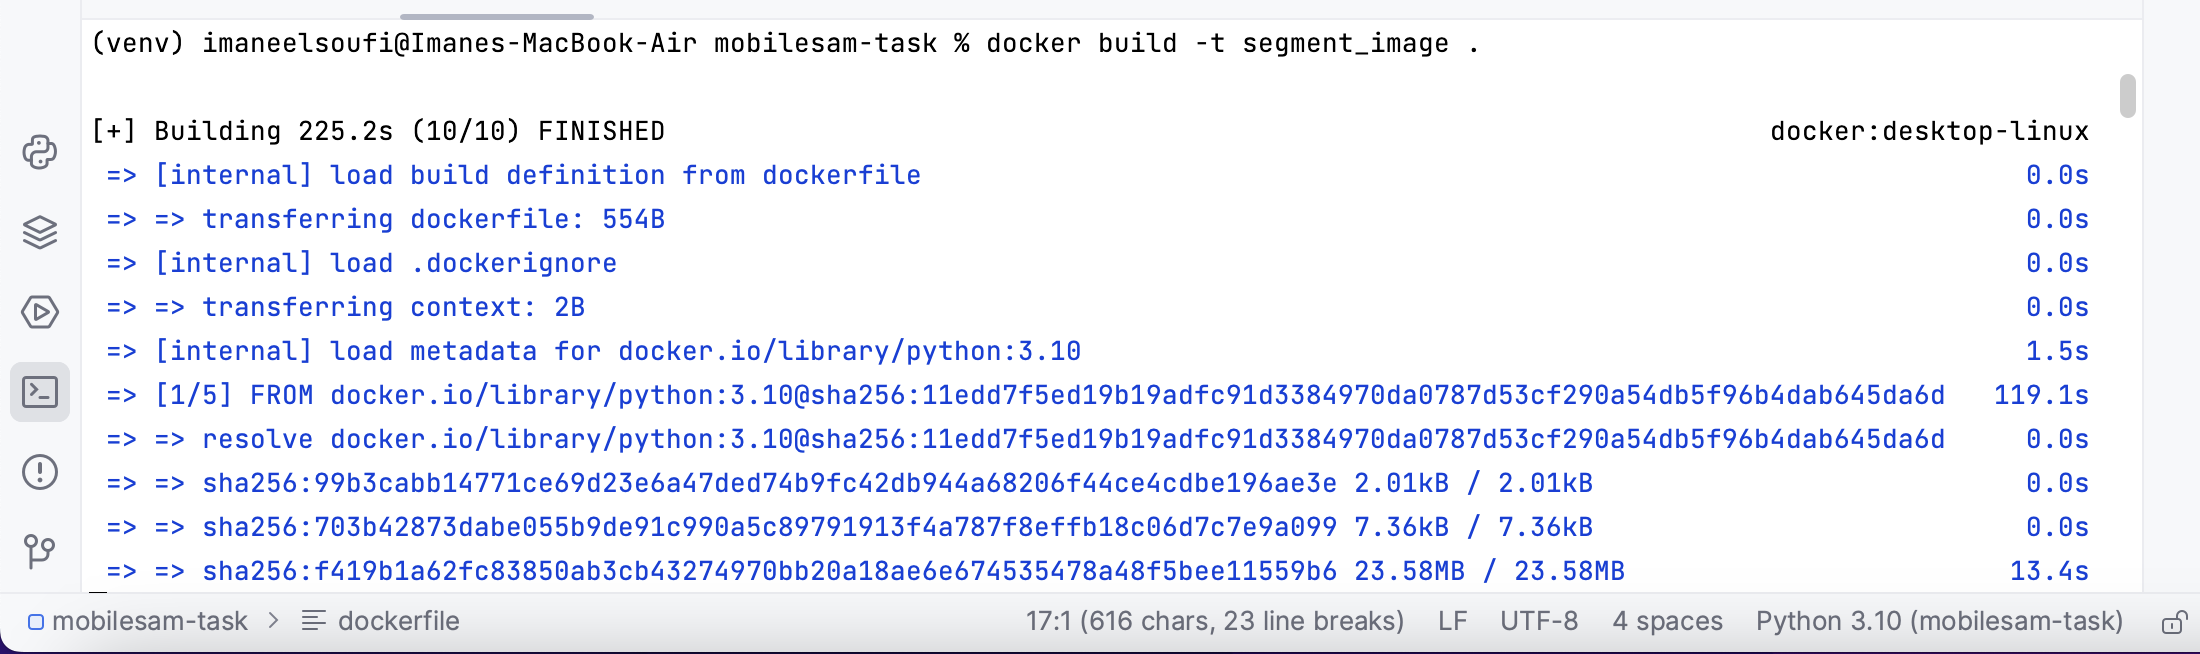 (venv) imaneelsoufi@Imanes-MacBook-Air mobilesam-task % docker build -t segment_image .
[+] Building 225.2s (10/10) FINISHED docker:desktop-linux
=> [internal] load build definition from dockerfile 0.0s
=> => transferring dockerfile: 554B 0.0s
=> [internal] load .dockerignore 0.0s
=> => transferring context: 2B 0.0s
=> [internal] load metadata for docker.io/library/python:3.10 1.5s
=> [1/5] FROM docker.io/library/python:3.10@sha256:11edd7f5ed19b19adfc91d3384970da0787d53cf290a54db5f96b4dab645da6d 119.1s
=> => resolve docker.io/library/python:3.10@sha256:11edd7f5ed19b19adfc91d3384970da0787d53cf290a54db5f96b4dab645da6d 0.0s
=> => sha256:99b3cabb14771ce69d23e6a47ded74b9fc42db944a68206f44ce4cdbe196ae3e 2.01kB / 2.01kB 0.0s
=> => sha256:703b42873dabe055b9de91c990a5c89791913f4a787f8effb18c06d7c7e9a099 7.36kB / 7.36kB 0.0s
=> => sha256:f419b1a62fc83850ab3cb43274970bb20a18ae6e674535478a48f5bee11559b6 23.58MB / 23.58MB 13.4s
mobilesam-task > dockerfile 17:1 (616 chars, 23 line breaks) LF UTF-8 4 spaces Python 3.10 (mobilesam-task)